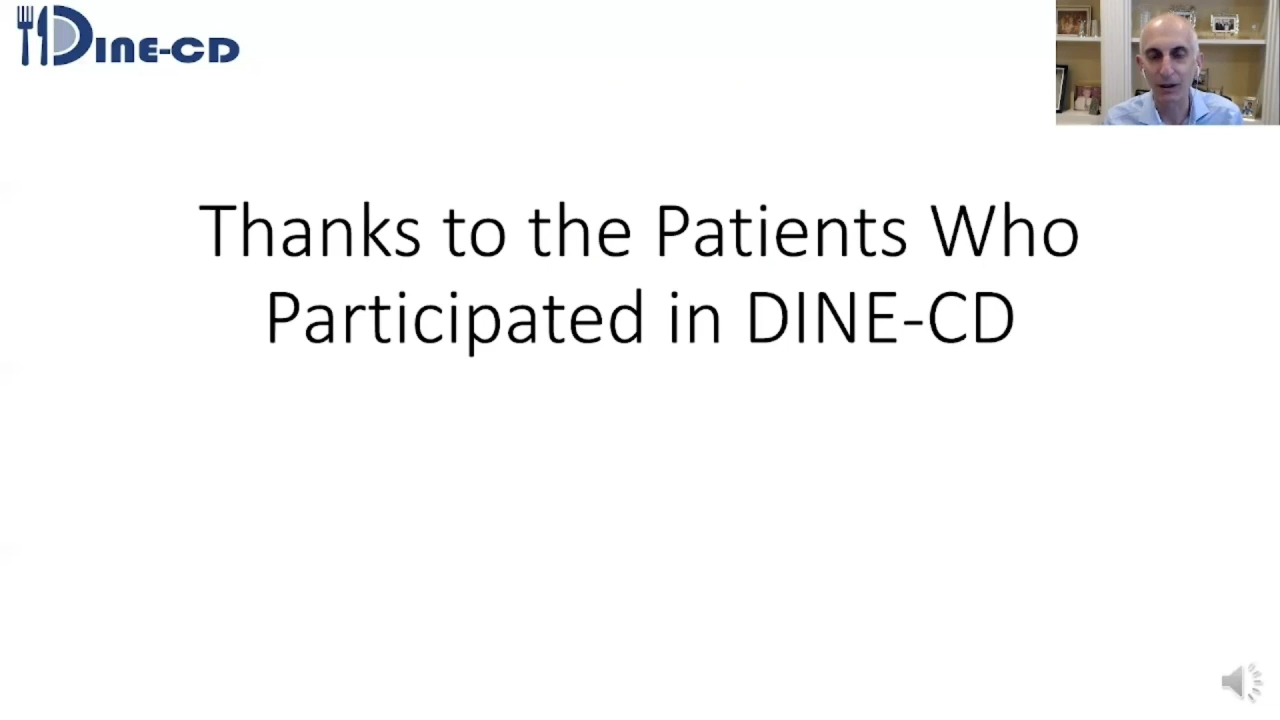 DINE-CD
Thanks to the Patients Who
Participated in DINE-CD